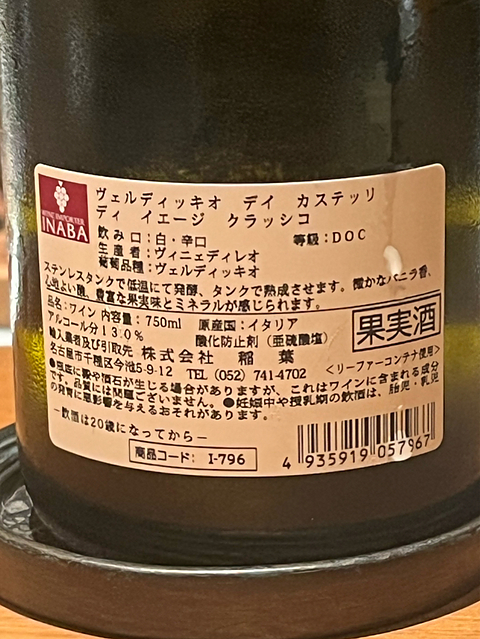 WINE IMPORTER
INABA
ヴェルディッキオ デイ カステッリ
ディ イエージ クラッシコ
飲み口：白・辛口 等級：DOC
生産者：ヴィニェディレオ
葡萄品種：ヴェルディッキオ
ステンレスタンクで低温にて発酵、タンクで熟成させます。微かなバニラ香、
心地よい酸、豊富な果実味とミネラルが感じられます。
品名：ワイン 内容量：750ml 原産国：イタリア
アルコール分13.0% 酸化防止剤（亜硫酸塩）
果実酒
輸入業者及び引取先 株式会社 稲葉
名古屋市千種区今池5-9-12 TEL（052）741-4702 <リーファーコンテナ使用>
●瓶底に澱や酒石が生じる場合がありますが、これはワインに含まれる成分
です。品質には問題ございません。●妊娠中や授乳期の飲酒は、胎児・乳児
の発育に悪影響を与えるおそれがあります。
－飲酒は20歳になってから－
商品コード： I-796
4 935919 057967